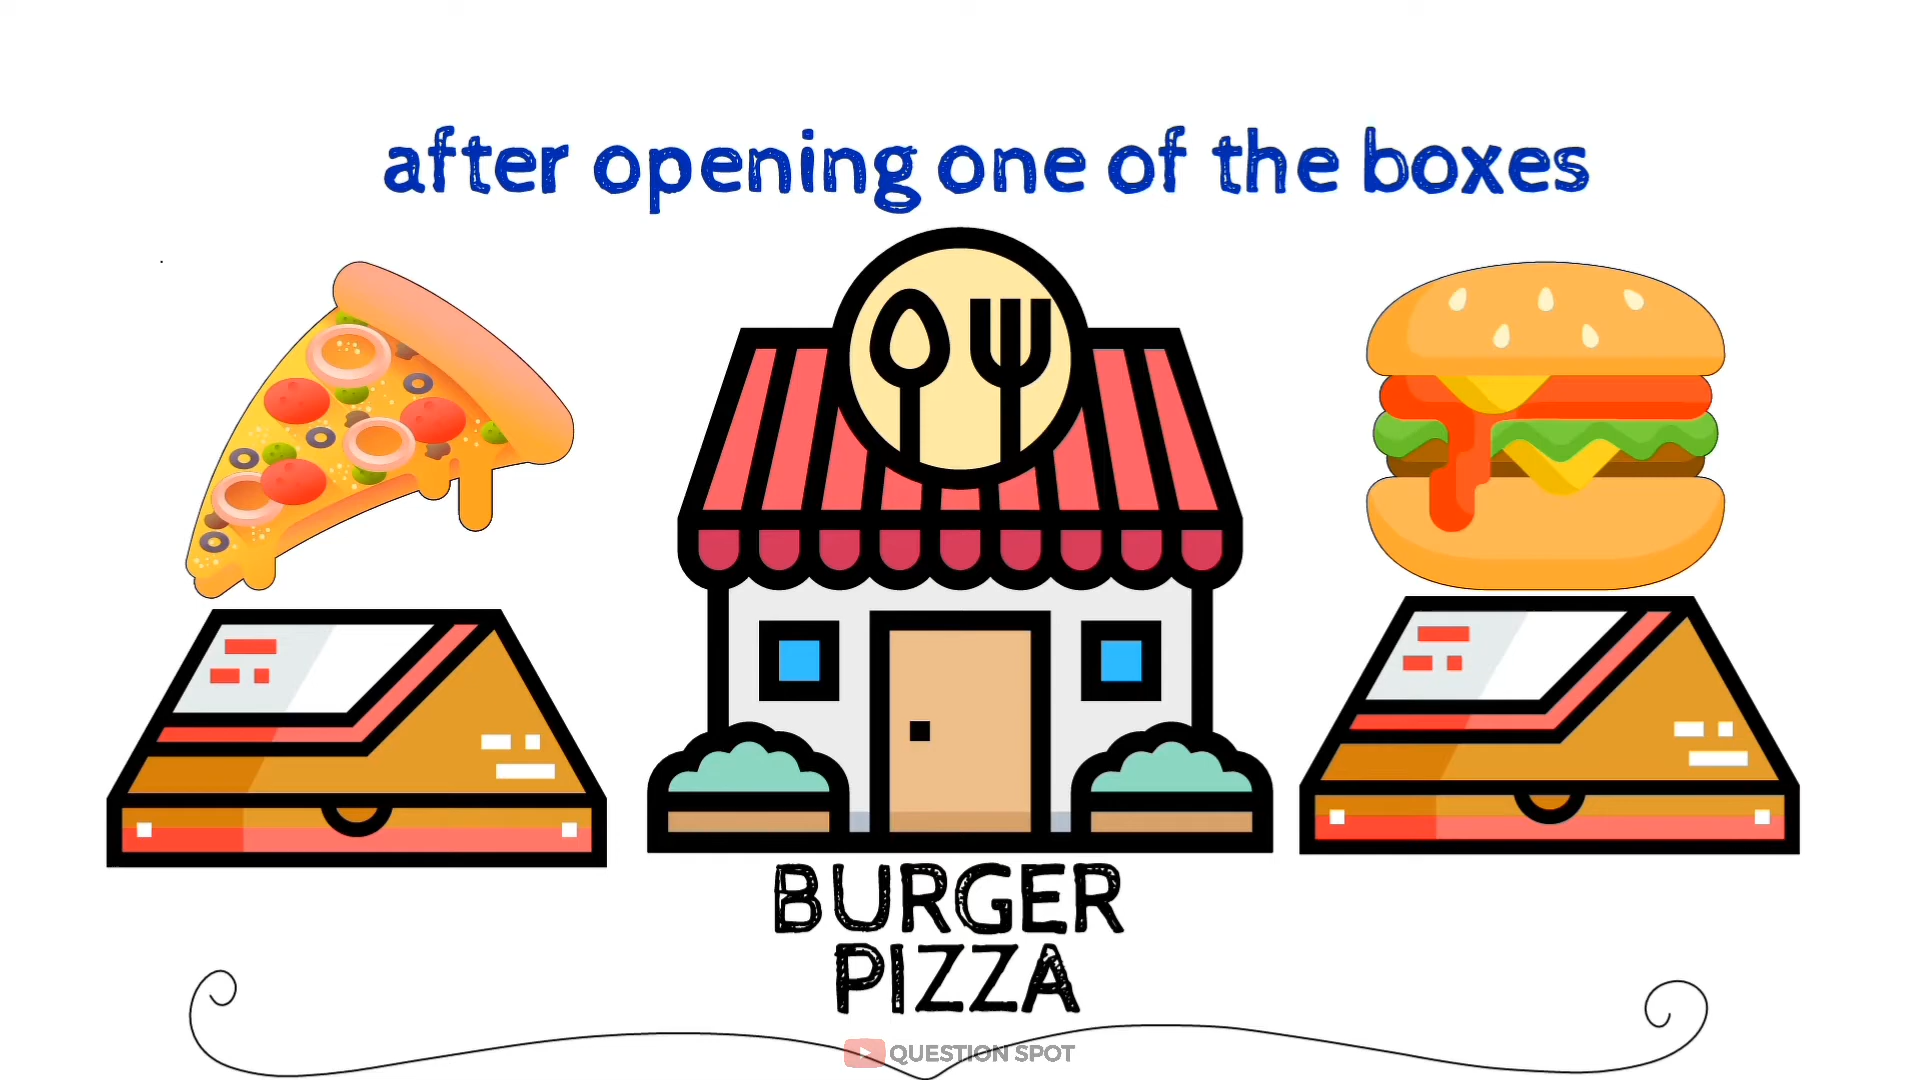 after opening one of the boxes
BURGER
PIZZA
QUESTION SPOT